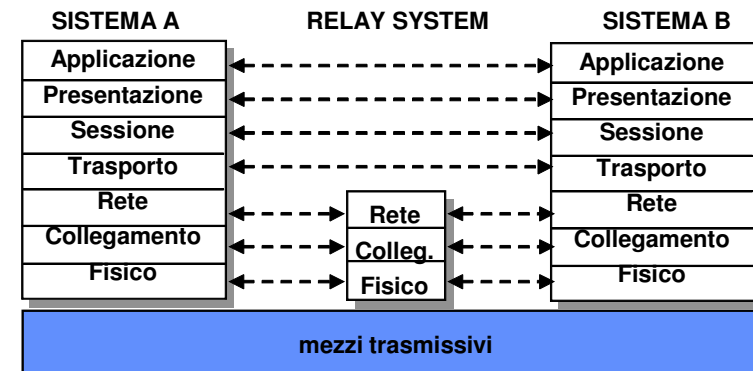 SISTEMA A RELAY SYSTEM SISTEMA B
Applicazione Applicazione
Presentazione Presentazione
Sessione Sessione
Trasporto Trasporto
Rete Rete Rete
Collegamento Colleg. Collegamento
Fisico Fisico Fisico
mezzi trasmissivi